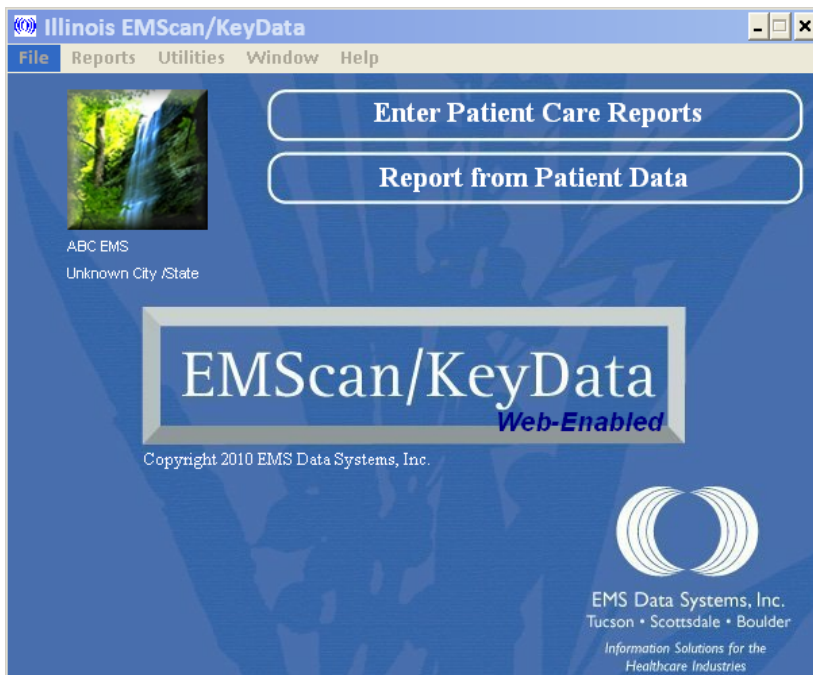 Illinois EMScan/KeyData
File Reports Utilities Window Help
Enter Patient Care Reports
Report from Patient Data
ABC EMS
Unknown City /State
EMScan/KeyData
Web-Enabled
Copyright 2010 EMS Data Systems, Inc.
EMS Data Systems, Inc.
Tucson • Scottsdale • Boulder
Information Solutions for the
Healthcare Industries